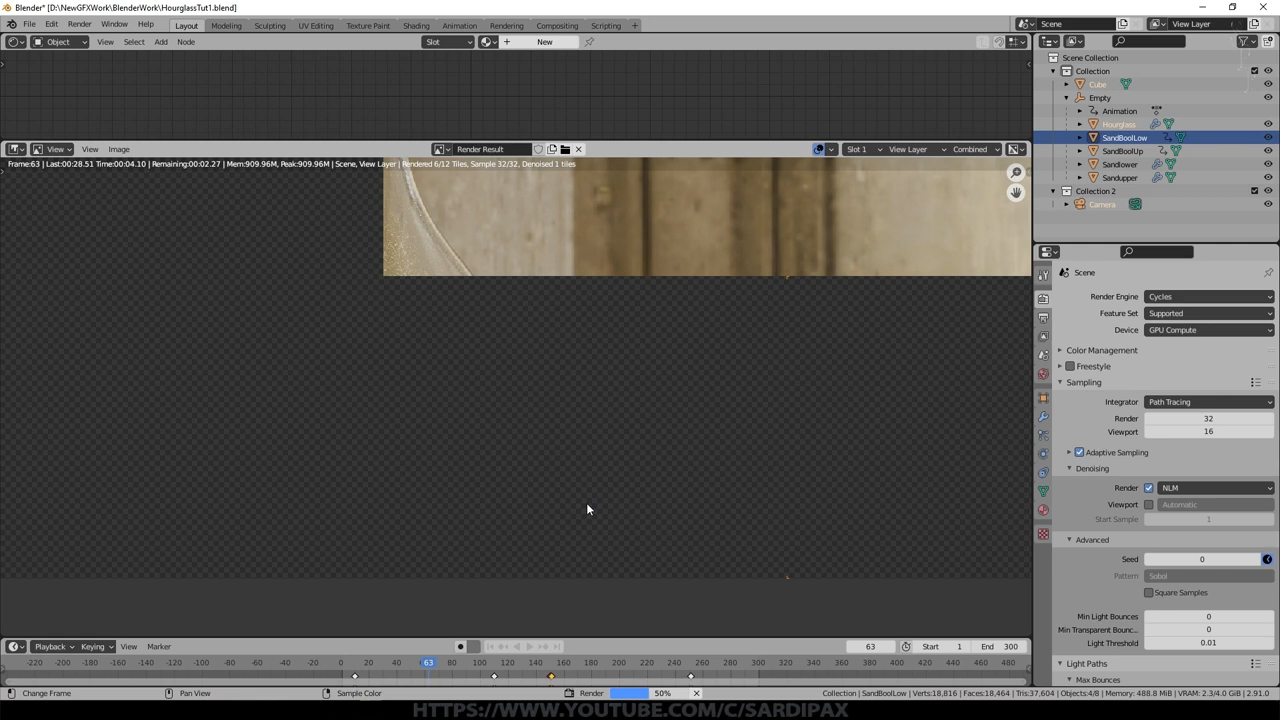 Blender* [D:\NewGFXWork\BlenderWork\HourglassTut1.blend]
File Edit Render Window Help Layout Modeling Sculpting UV Editing Texture Paint Shading Animation Rendering Compositing Scripting + Scene View Layer
Object View Select Add Node Slot + New
Scene Collection
Collection
Cube
Empty
Animation
Hourglass
SandBoolLow
SandBoolUp
Sandlower
Sandupper
Collection 2
Camera
View View Image Render Result Slot 1 View Layer Combined
Frame:63 | Last:00:28.51 Time:00:04.10 | Remaining:00:02.27 | Mem:909.96M, Peak:909.96M | Scene, View Layer | Rendered 6/12 Tiles, Sample 32/32, Denoised 1 tiles
Scene
Render Engine Cycles
Feature Set Supported
Device GPU Compute
Color Management
Freestyle
Sampling
Integrator Path Tracing
Render 32
Viewport 16
Adaptive Sampling
Denoising
Render NLM
Viewport Automatic
Start Sample 1
Advanced
Seed 0
Pattern Sobol
Square Samples
Min Light Bounces 0
Min Transparent Bounc... 0
Light Threshold 0.01
Light Paths
Max Bounces
Playback Keying View Marker 63 Start 1 End 300
-220 -200 -180 -160 -140 -120 -100 -80 -60 -40 -20 0 20 40 63 80 100 120 140 160 180 200 220 240 260 280 300 320 340 360 380 400 420 440 460 480
Change Frame Pan View Sample Color Render 50% Collection | SandBoolLow | Verts:18,816 | Faces:18,464 | Tris:37,604 | Objects:4/8 | Memory: 488.8 MiB | VRAM: 2.3/4.0 GiB | 2.91.0
HTTPS://WWW.YOUTUBE.COM/C/SARDIPAX